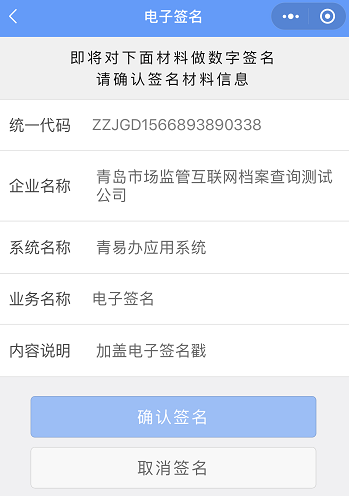 电子签名
即将对下面材料做数字签名
请确认签名材料信息
统一代码 ZZJGD1566893890338
企业名称 青岛市场监管互联网档案查询测试
公司
系统名称 青易办应用系统
业务名称 电子签名
内容说明 加盖电子签名戳
确认签名
取消签名